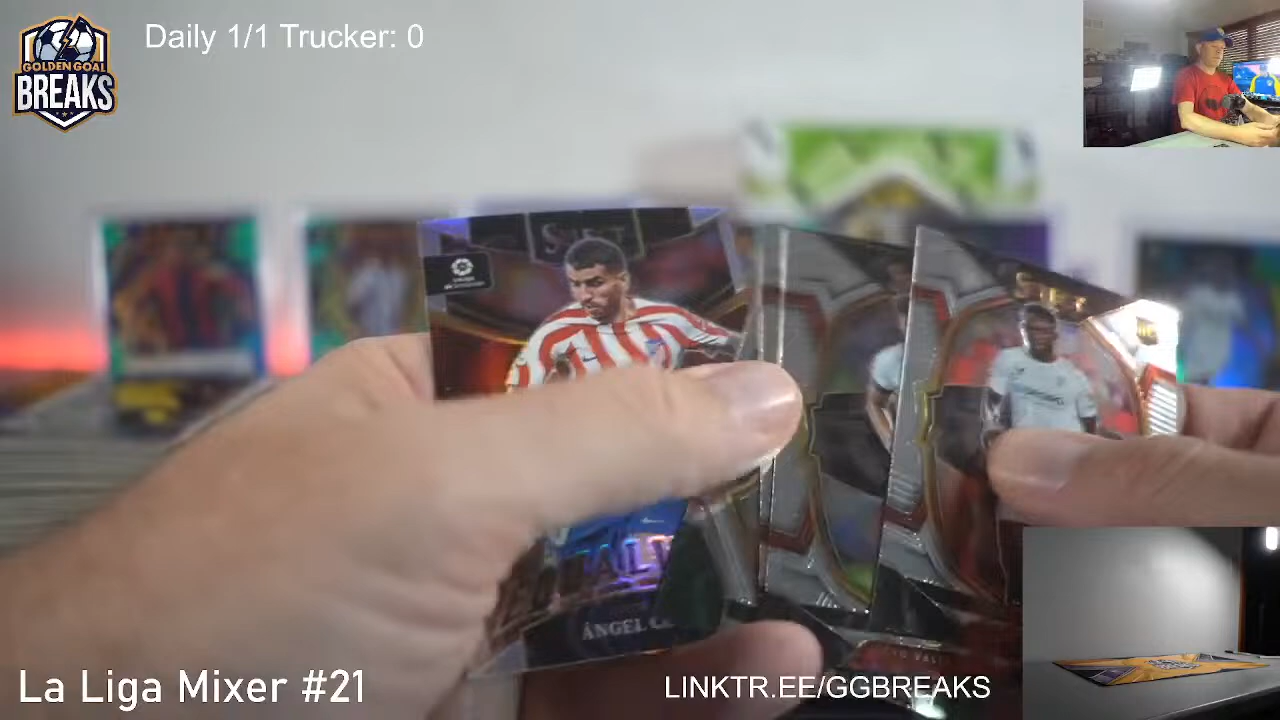 GOLDEN GOAL
BREAKS
Daily 1/1 Trucker: 0
SELECT
ÁNGEL
La Liga Mixer #21
LINKTR.EE/GGBREAKS